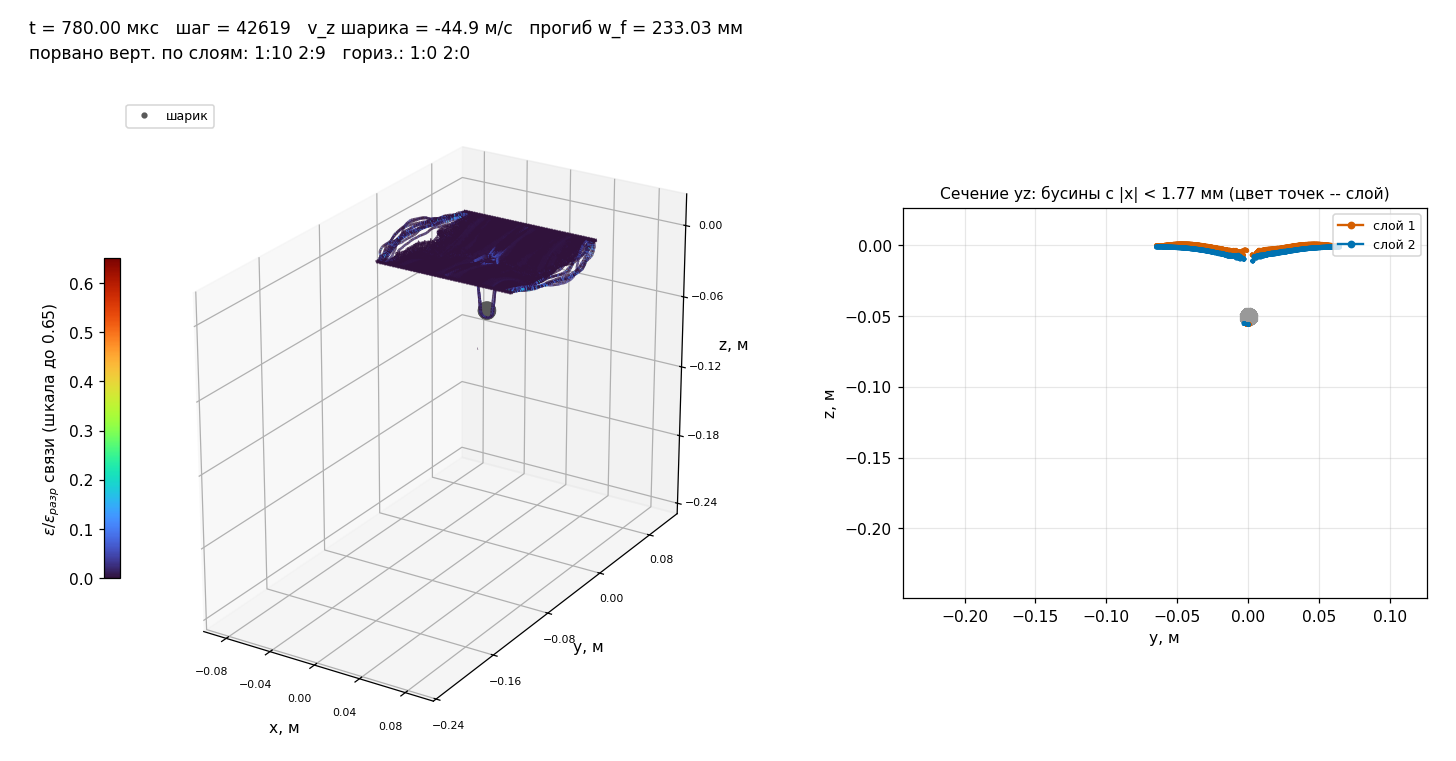 t = 780.00 мкс   шаг = 42619   v_z шарика = -44.9 м/с   прогиб w_f = 233.03 мм
порвано верт. по слоям: 1:10 2:9   гориз.: 1:0 2:0
шарик
0.6
0.5
0.4
0.3
0.2
0.1
0.0
ε/ε_разр связи (шкала до 0.65)
0.00
−0.06
−0.12
−0.18
−0.24
z, м
0.08
0.00
−0.08
−0.16
−0.24
y, м
−0.08
−0.04
0.00
0.04
0.08
x, м
Сечение yz: бусины с |x| < 1.77 мм (цвет точек -- слой)
слой 1
слой 2
0.00
−0.05
−0.10
−0.15
−0.20
z, м
−0.20
−0.15
−0.10
−0.05
0.00
0.05
0.10
y, м